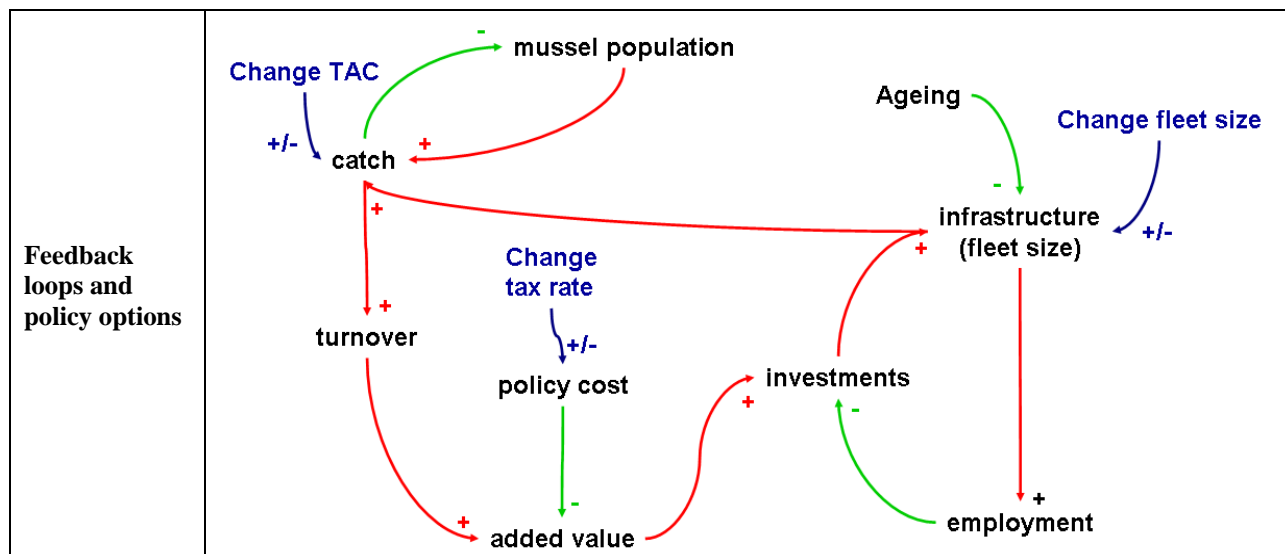 Feedback
loops and
policy options
-
mussel population
Change TAC
Ageing
Change fleet size
+/-
+
catch
-
+
infrastructure
(fleet size)
+/-
+
Change
tax rate
+
turnover
+/-
policy cost
investments
+
-
-
+
+
added value
employment